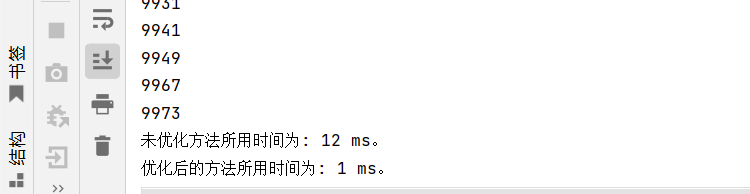 9931
9941
9949
9967
9973
未优化方法所用时间为: 12 ms。
优化后的方法所用时间为: 1 ms。
书签
结构